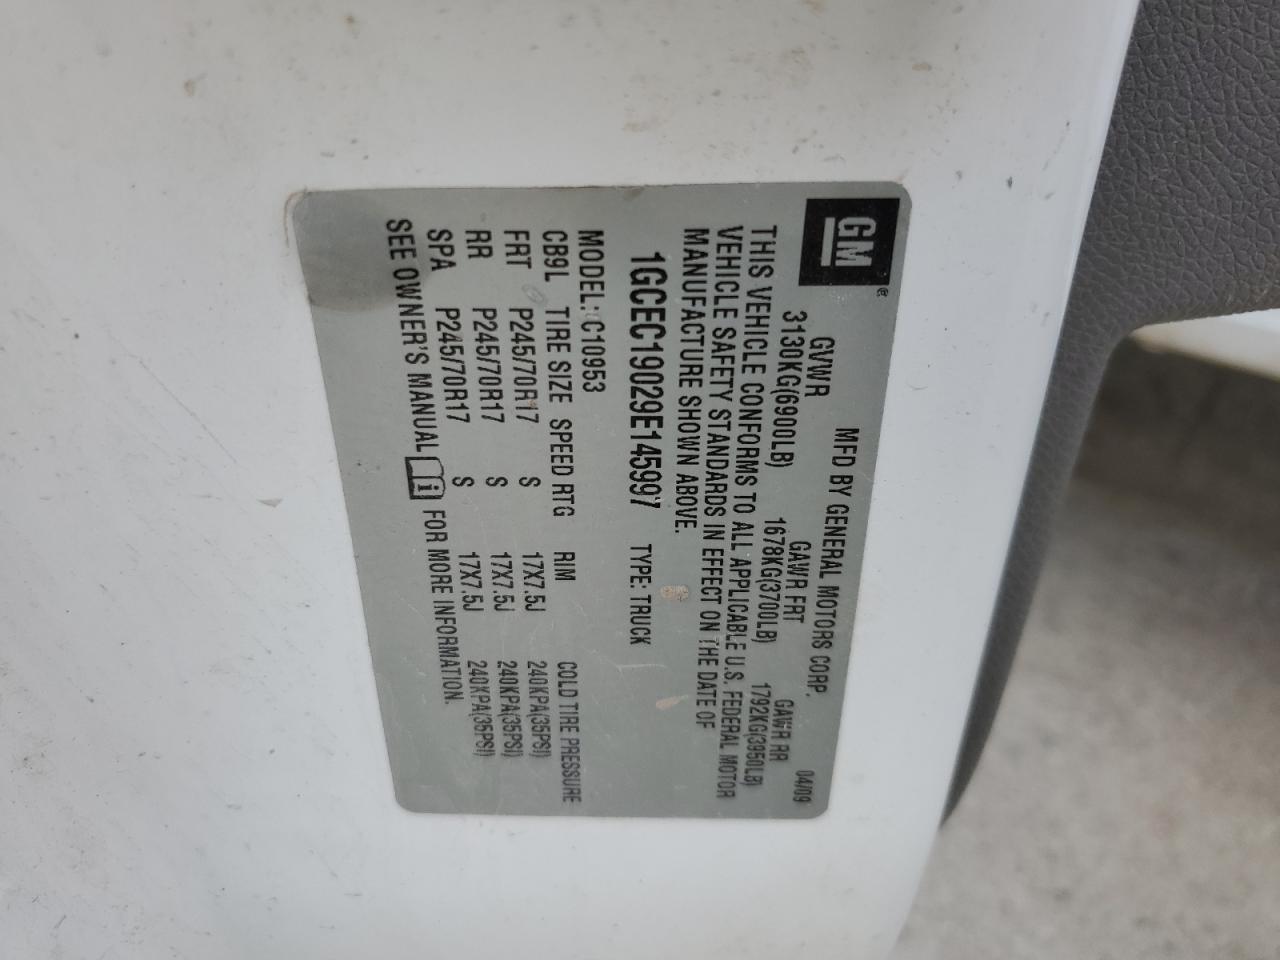 GM®
MFD BY GENERAL MOTORS CORP. 04/09
GVWR GAWR FRT GAWR RR
3130KG(6900LB) 1678KG(3700LB) 1792KG(3950LB)
THIS VEHICLE CONFORMS TO ALL APPLICABLE U.S. FEDERAL MOTOR
VEHICLE SAFETY STANDARDS IN EFFECT ON THE DATE OF
MANUFACTURE SHOWN ABOVE.
1GCEC19029E145997 TYPE: TRUCK
MODEL: C10953
CB9L TIRE SIZE SPEED RTG RIM COLD TIRE PRESSURE
FRT P245/70R17 S 17X7.5J 240KPA(35PSI)
RR P245/70R17 S 17X7.5J 240KPA(35PSI)
SPA P245/70R17 S 17X7.5J 240KPA(35PSI)
SEE OWNER'S MANUAL i FOR MORE INFORMATION.